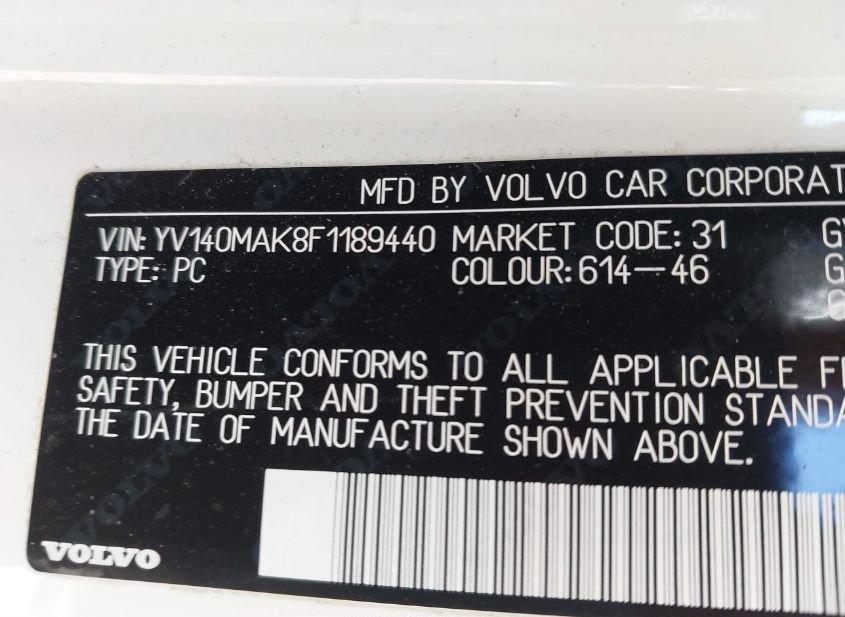 MFD BY VOLVO CAR CORPORAT
VIN: YV140MAK8F1189440 MARKET CODE: 31
TYPE: PC COLOUR: 614-46
THIS VEHICLE CONFORMS TO ALL APPLICABLE F
SAFETY, BUMPER AND THEFT PREVENTION STANDA
THE DATE OF MANUFACTURE SHOWN ABOVE.
VOLVO